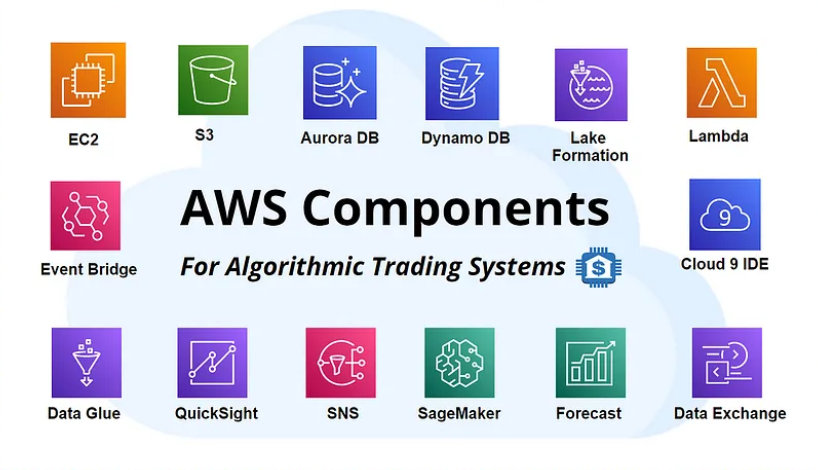 EC2
S3
Aurora DB
Dynamo DB
Lake
Formation
Lambda
AWS Components
Event Bridge
For Algorithmic Trading Systems
$
Cloud 9 IDE
9
Data Glue
QuickSight
SNS
SageMaker
Forecast
Data Exchange